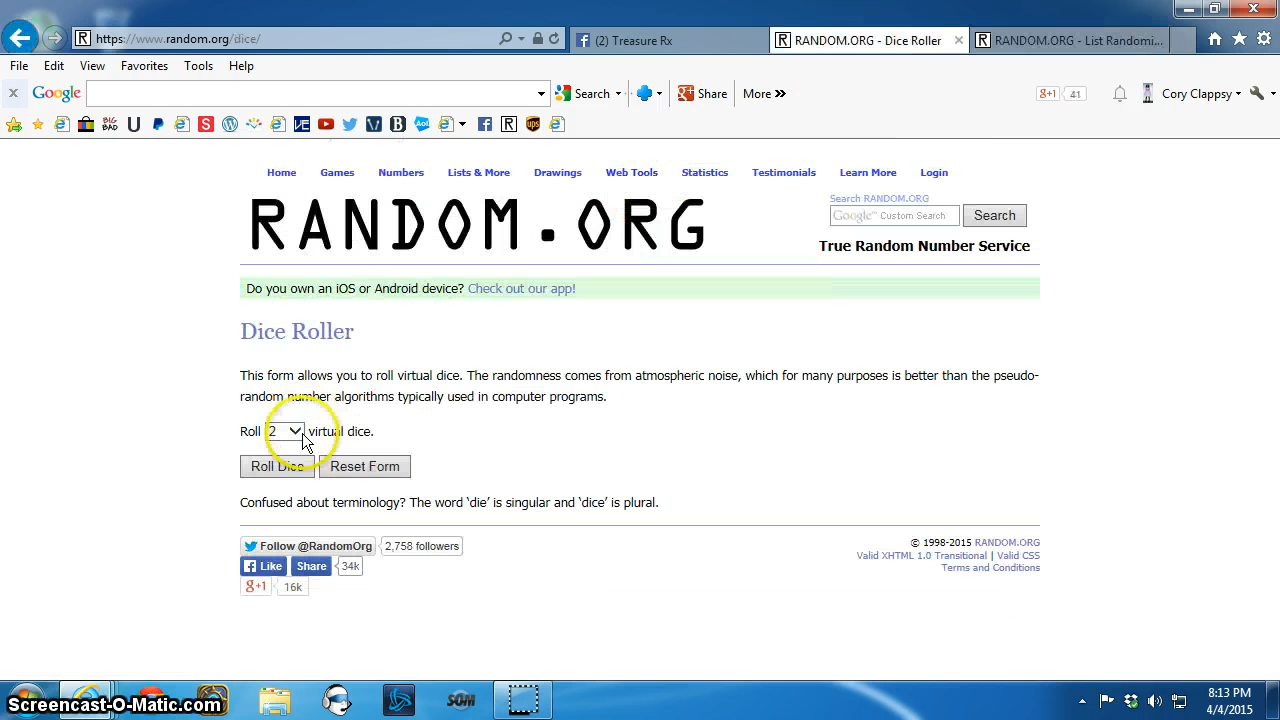 https://www.random.org/dice/
(2) Treasure Rx
RANDOM.ORG - Dice Roller
RANDOM.ORG - List Randomi...
File Edit View Favorites Tools Help
Google
Search
Share
More »
g+1 41
Cory Clappsy
Home Games Numbers Lists & More Drawings Web Tools Statistics Testimonials Learn More Login
RANDOM.ORG
Search RANDOM.ORG
Google™ Custom Search
Search
True Random Number Service
Do you own an iOS or Android device? Check out our app!
Dice Roller
This form allows you to roll virtual dice. The randomness comes from atmospheric noise, which for many purposes is better than the pseudo-
random number algorithms typically used in computer programs.
Roll 2 virtual dice.
Roll Dice Reset Form
Confused about terminology? The word ‘die’ is singular and ‘dice’ is plural.
Follow @RandomOrg 2,758 followers
Like Share 34k
g+1 16k
© 1998-2015 RANDOM.ORG
Valid XHTML 1.0 Transitional | Valid CSS
Terms and Conditions
SOM
Screencast-O-Matic.com
8:13 PM
4/4/2015